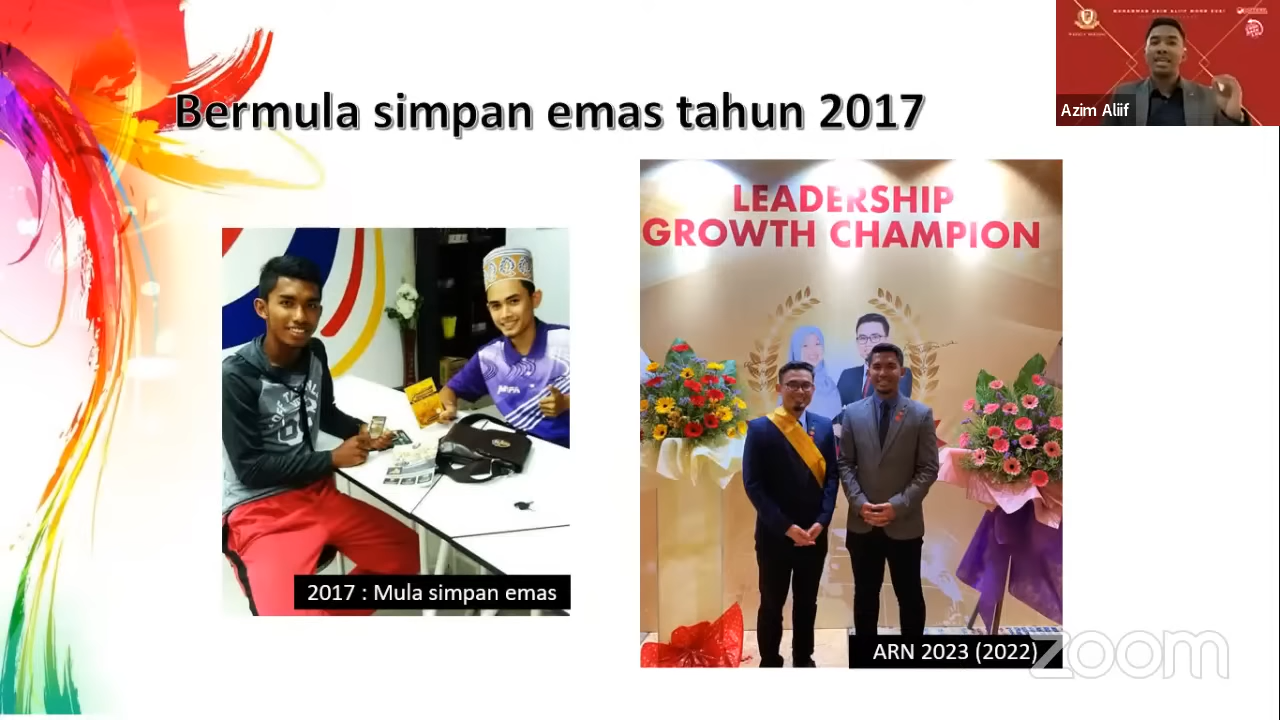 Bermula simpan emas tahun 2017
Azim Aliif
LEADERSHIP
GROWTH CHAMPION
2017 : Mula simpan emas
ARN 2023 (2022)
zoom